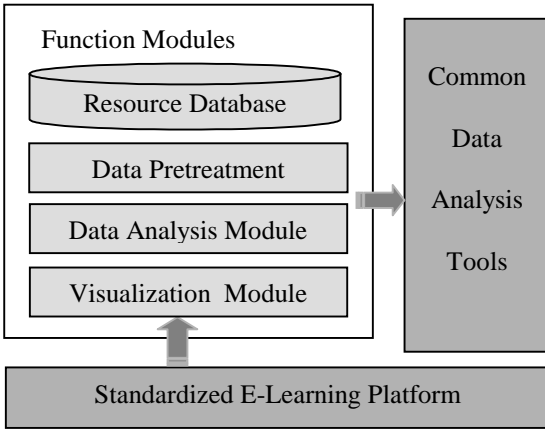 Function Modules
Resource Database
Data Pretreatment
Data Analysis Module
Visualization Module
Common
Data
Analysis
Tools
Standardized E-Learning Platform